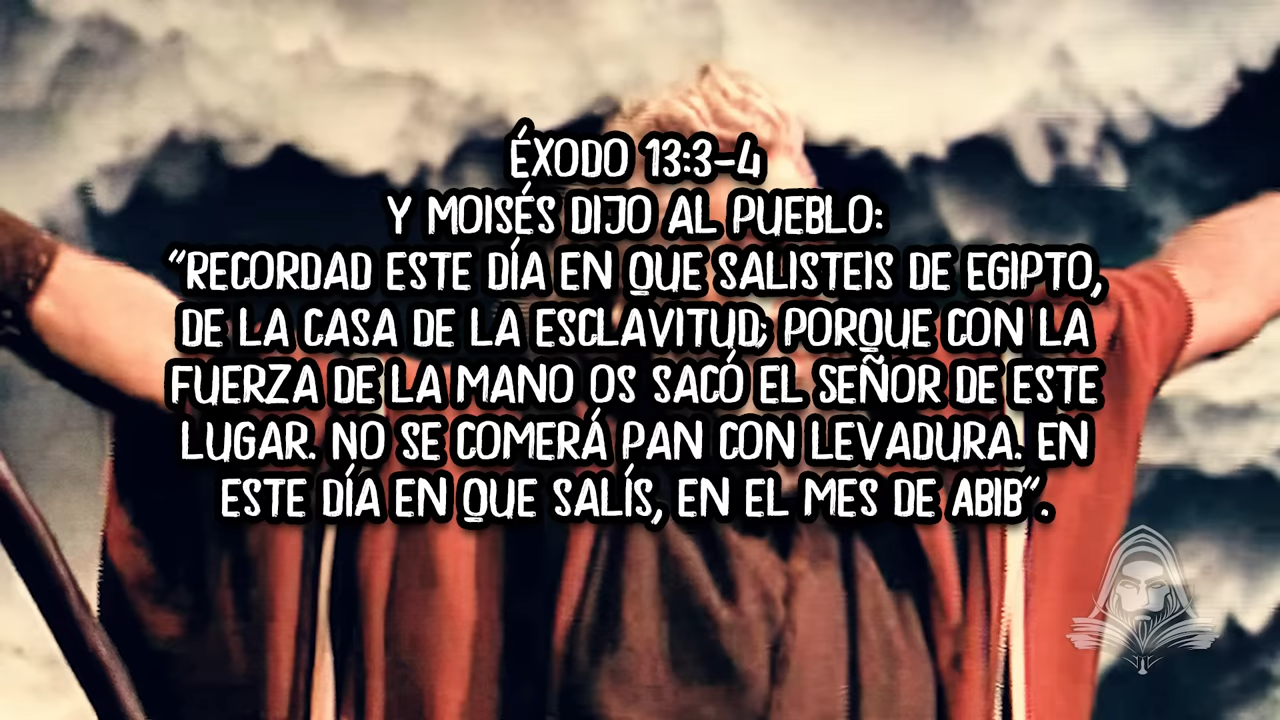 ÉXODO 13:3-4
Y MOISÉS DIJO AL PUEBLO:
"RECORDAD ESTE DÍA EN QUE SALISTEIS DE EGIPTO,
DE LA CASA DE LA ESCLAVITUD; PORQUE CON LA
FUERZA DE LA MANO OS SACÓ EL SEÑOR DE ESTE
LUGAR. NO SE COMERÁ PAN CON LEVADURA. EN
ESTE DÍA EN QUE SALÍS, EN EL MES DE ABIB".